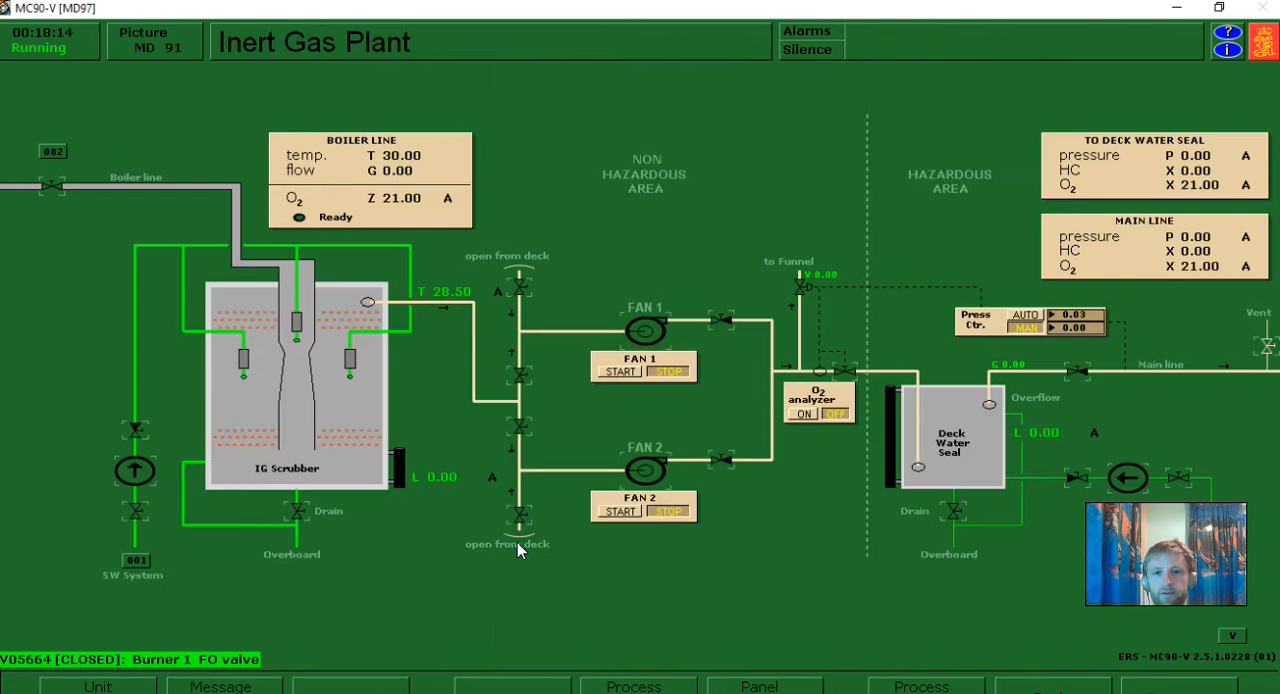 MC90-V [MD97]
00:18:14
Running
Picture
MD 91
Inert Gas Plant
Alarms
Silence
?
i
082
Boiler line
BOILER LINE
temp. T 30.00
flow G 0.00
O2 Z 21.00 A
Ready
NON
HAZARDOUS
AREA
HAZARDOUS
AREA
TO DECK WATER SEAL
pressure P 0.00 A
HC X 0.00
O2 X 21.00 A
MAIN LINE
pressure P 0.00 A
HC X 0.00
O2 X 21.00 A
open from deck
to Funnel
V 0.00
T 28.50 A
FAN 1
FAN 1
START STOP
Press
Ctr.
AUTO 0.03
MAN 0.00
Vent
G 0.00
Main line
O2
analyzer
ON OFF
Overflow
Deck
Water
Seal
L 0.00 A
FAN 2
FAN 2
START STOP
IG Scrubber
L 0.00 A
Drain
Overboard
open from deck
Drain
Overboard
001
SW System
V
V05664 [CLOSED]: Burner 1 FO valve
ERS - MC90-V 2.5.1.0228 (01)
Unit
Message
Process
Panel
Process